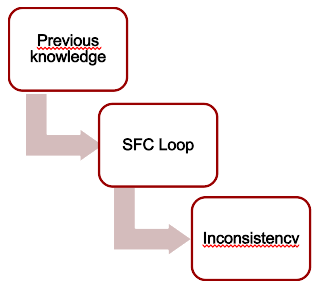 Previous
knowledge
SFC Loop
Inconsistency